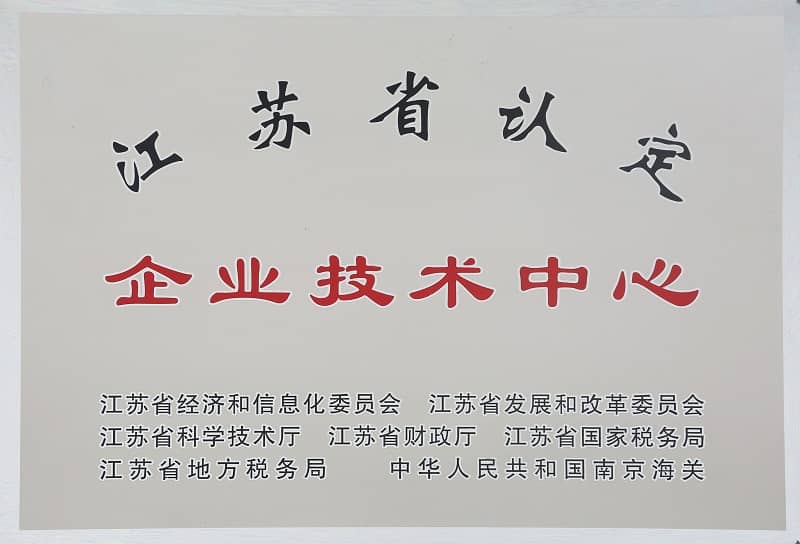 江苏省认定
企业技术中心
江苏省经济和信息化委员会 江苏省发展和改革委员会
江苏省科学技术厅 江苏省财政厅 江苏省国家税务局
江苏省地方税务局 中华人民共和国南京海关